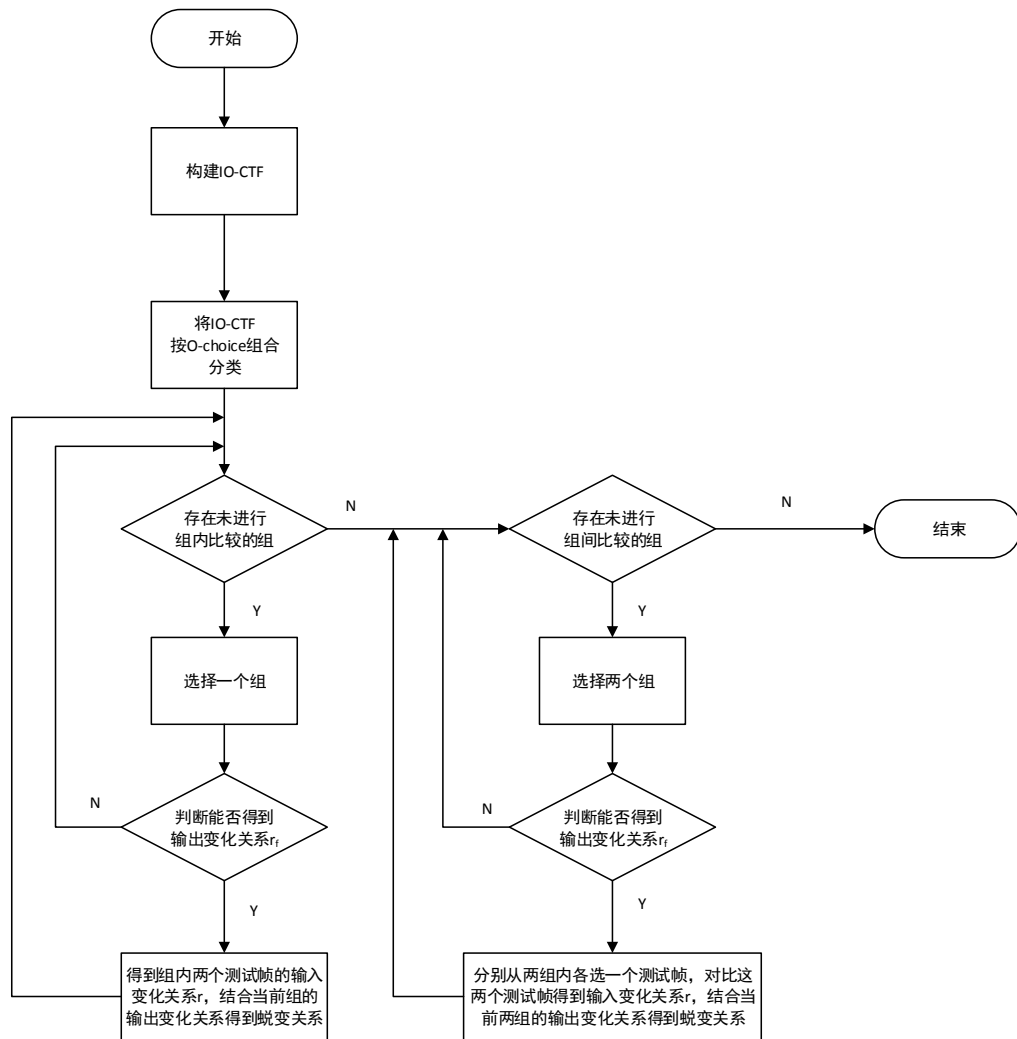 开始
构建IO-CTF
将IO-CTF
按O-choice组合
分类
存在未进行
组内比较的组
N
存在未进行
组间比较的组
N
结束
Y
Y
选择一个组
选择两个组
N
判断能否得到
输出变化关系rf
N
判断能否得到
输出变化关系rf
Y
Y
得到组内两个测试帧的输入
变化关系r，结合当前组的
输出变化关系得到蜕变关系
分别从两组内各选一个测试帧，对比这
两个测试帧得到输入变化关系r，结合当
前两组的输出变化关系得到蜕变关系